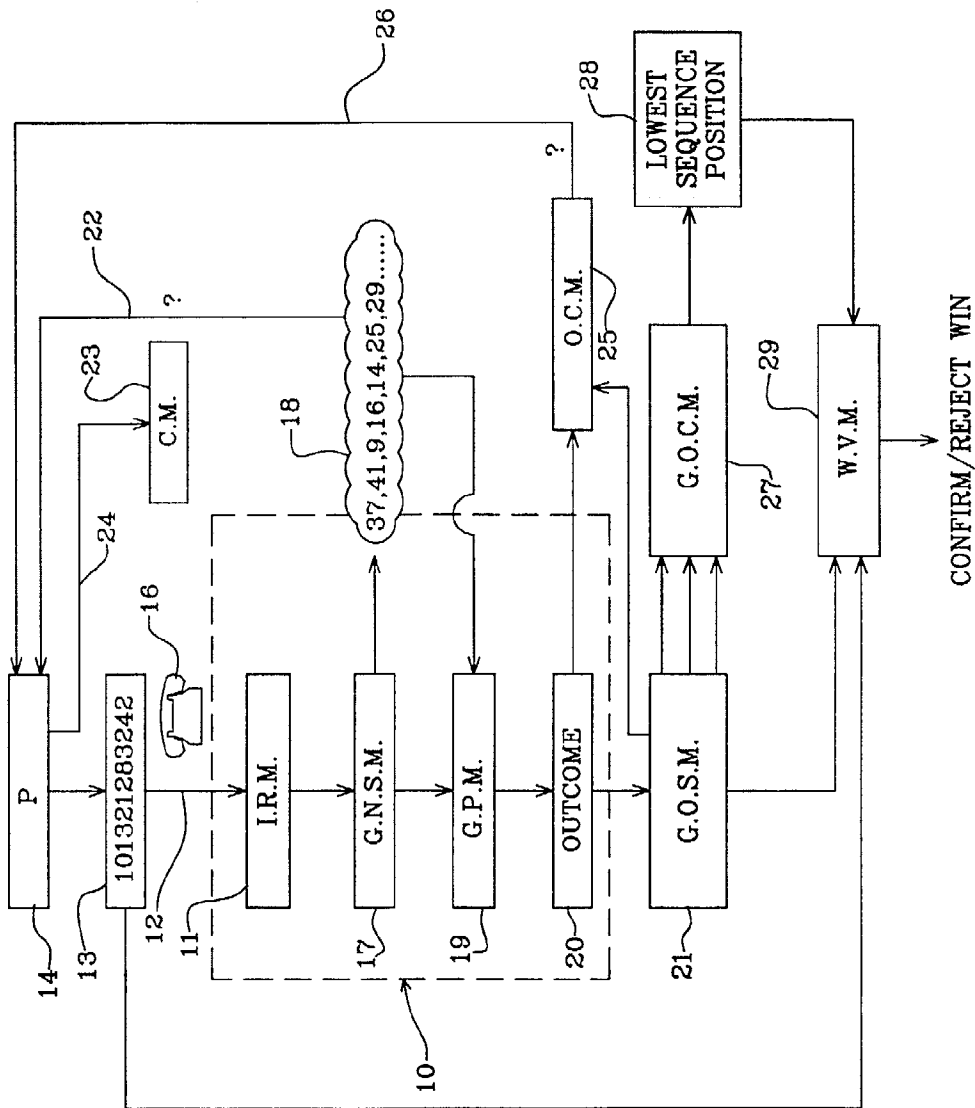 P
14
10132121283242
13
12
16
24
C.M.
23
22
?
26
I.R.M.
11
G.N.S.M.
17
37,41,9,16,14,25,29......
18
G.P.M.
19
OUTCOME
20
10
O.C.M.
25
?
G.O.S.M.
21
G.O.C.M.
27
LOWEST
SEQUENCE
POSITION
28
W.V.M.
29
CONFIRM/REJECT WIN